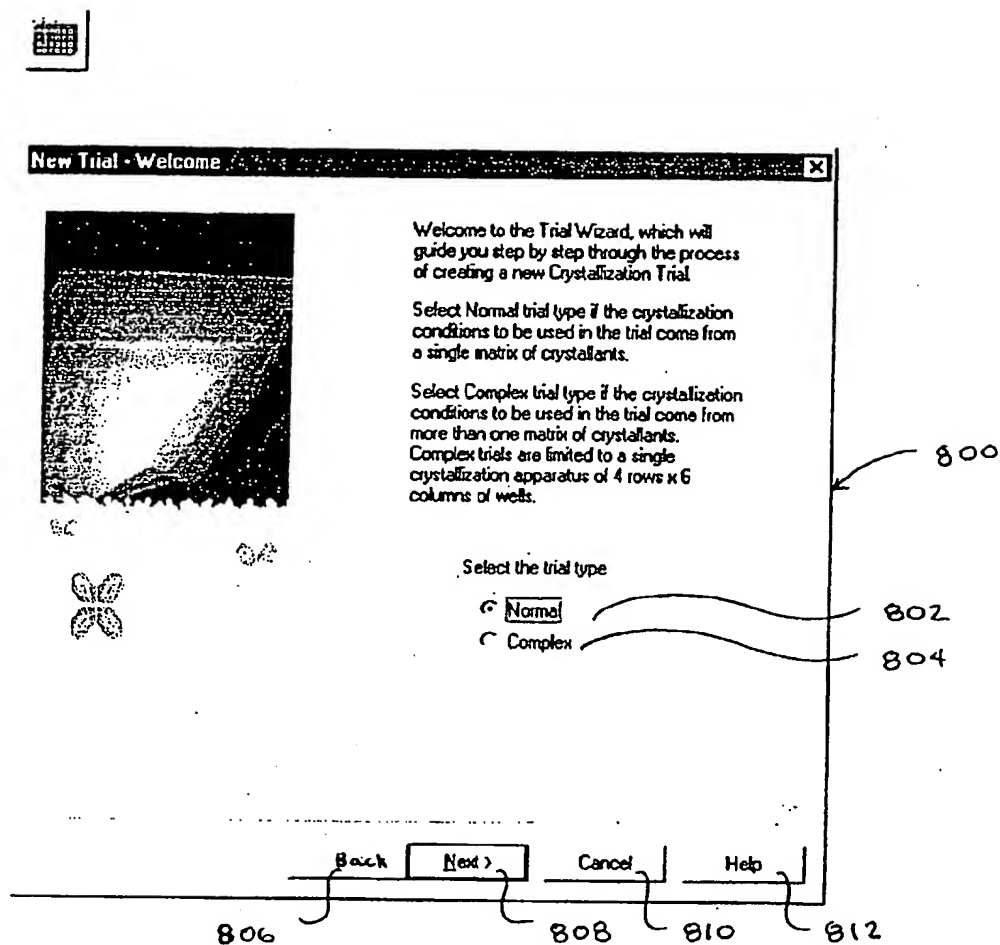 New Trial - Welcome
Welcome to the Trial Wizard, which will
guide you step by step through the process
of creating a new Crystallization Trial
Select Normal trial type if the crystallization
conditions to be used in the trial come from
a single matrix of crystallants.
Select Complex trial type if the crystallization
conditions to be used in the trial come from
more than one matrix of crystallants.
Complex trials are limited to a single
crystallization apparatus of 4 rows x 6
columns of wells.
800
Select the trial type
Normal
802
Complex
804
Back Next > Cancel Help
806 808 810 812